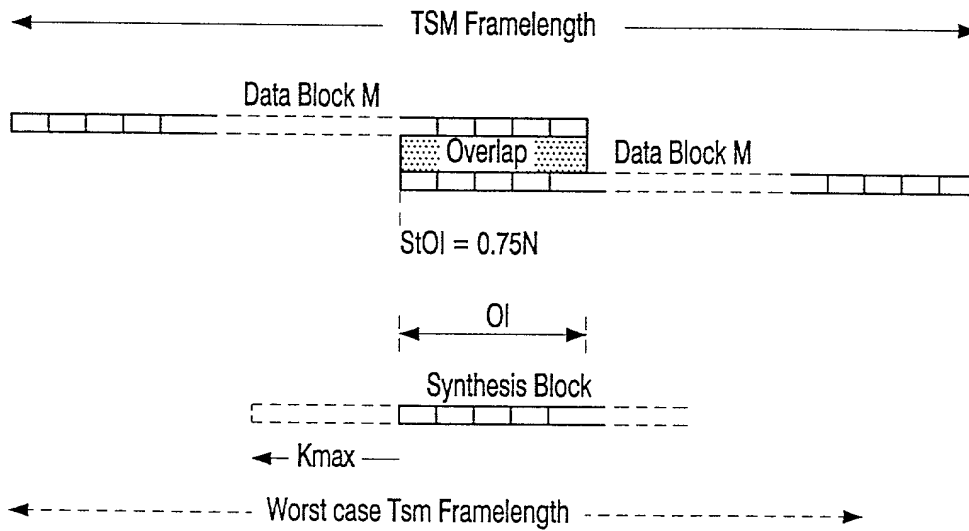 TSM Framelength
Data Block M
Overlap
Data Block M
StOl = 0.75N
Ol
Synthesis Block
Kmax
Worst case Tsm Framelength